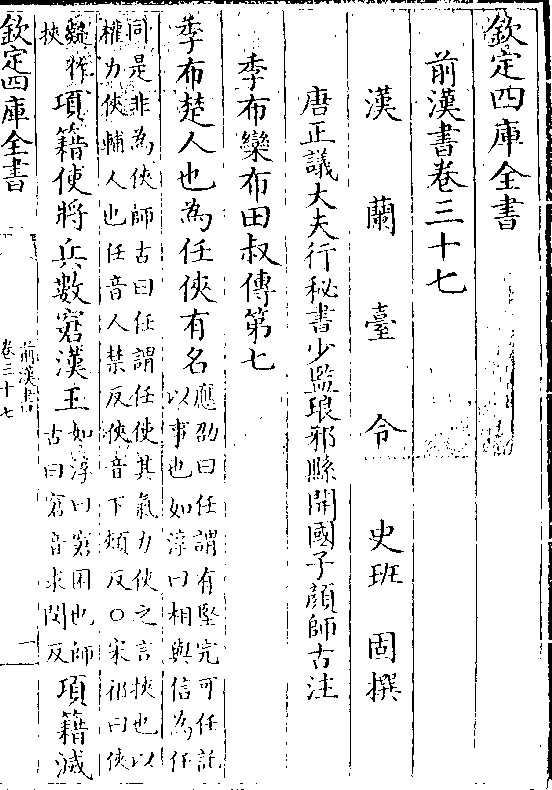 欽定四庫全書
前漢書卷三十七
漢蘭臺令史班固撰
唐正議大夫行秘書少監琅邪縣開國子顔師古注
季布欒布田叔傳第七
季布楚人也為任俠有名應劭曰任謂有堅完可任託以事也如淳曰相與信為任
同是非為俠師古曰任謂任使其氣力俠之言挾也以權力俠輔人也任音人禁反俠音下頰反○宋祁曰俠
疑作挾項籍使將兵數窘漢王如淳曰窘困也師古曰窘音求閔反項籍滅
欽定四庫全書
前漢書
卷三十七
一